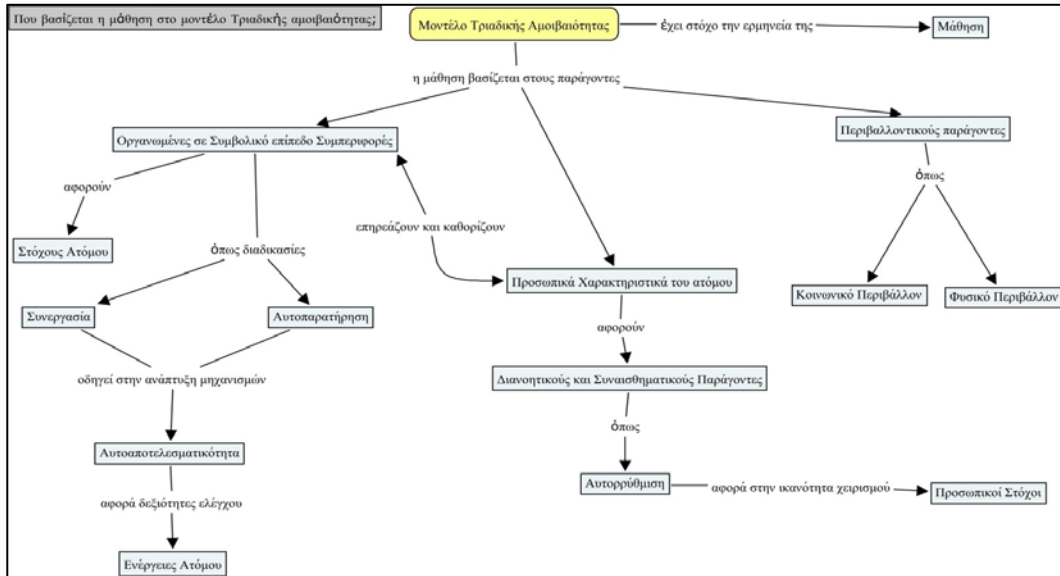 Που βασίζεται η μάθηση στο μοντέλο Τριαδικής αμοιβαιότητας;
Μοντέλο Τριαδικής Αμοιβαιότητας
έχει στόχο την ερμηνεία της
Μάθηση
η μάθηση βασίζεται στους παράγοντες
Οργανωμένες σε Συμβολικό επίπεδο Συμπεριφορές
Περιβαλλοντικούς παράγοντες
αφορούν
όπως
Στόχους Ατόμου
όπως διαδικασίες
επηρεάζουν και καθορίζουν
Προσωπικά Χαρακτηριστικά του ατόμου
Κοινωνικό Περιβάλλον
Φυσικό Περιβάλλον
Συνεργασία
Αυτοπαρατήρηση
αφορούν
οδηγεί στην ανάπτυξη μηχανισμών
Διανοητικούς και Συναισθηματικούς Παράγοντες
όπως
Αυτοαποτελεσματικότητα
Αυτορρύθμιση
αφορά στην ικανότητα χειρισμού
Προσωπικοί Στόχοι
αφορά δεξιότητες ελέγχου
Ενέργειες Ατόμου